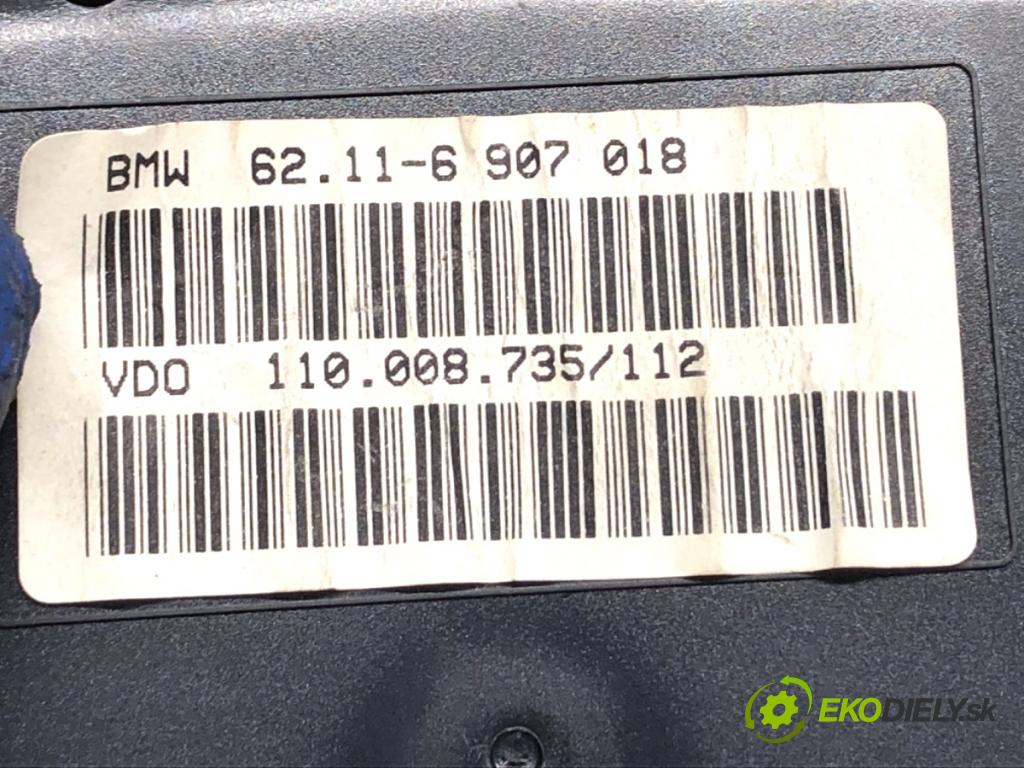 BMW 62.11-6 907 018
VDO 110.008.735/112
EKODIELY.sk